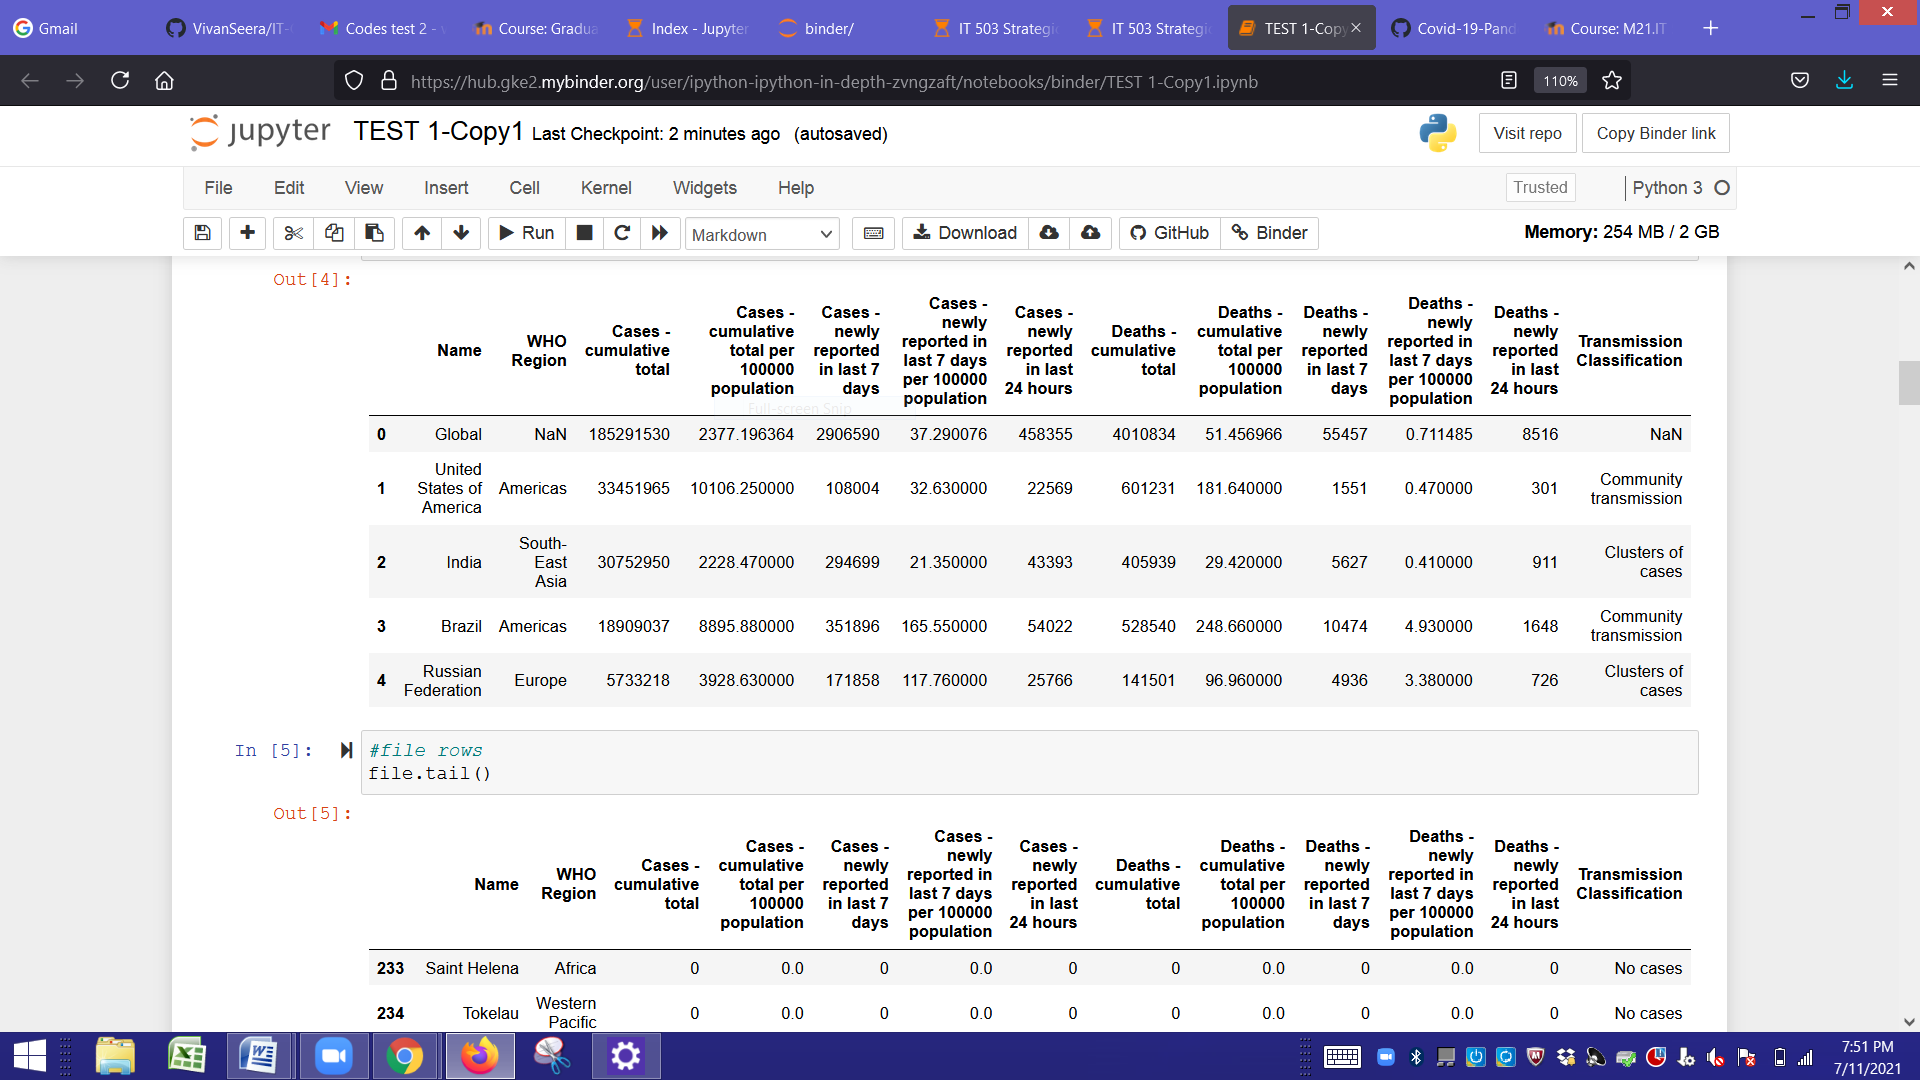 Gmail
VivanSeera/IT-
Codes test 2 -
Course: Gradua
Index - Jupyter
binder/
IT 503 Strategi
IT 503 Strategi
TEST 1-Copy
Covid-19-Pand
Course: M21.IT
https://hub.gke2.mybinder.org/user/ipython-ipython-in-depth-zvngzaft/notebooks/binder/TEST 1-Copy1.ipynb
110%
jupyter TEST 1-Copy1 Last Checkpoint: 2 minutes ago (autosaved)
Visit repo
Copy Binder link
File Edit View Insert Cell Kernel Widgets Help
Trusted
Python 3
Run
Markdown
Download
GitHub
Binder
Memory: 254 MB / 2 GB
Out[4]:
Name
WHO
Region
Cases -
cumulative
total
Cases -
cumulative
total per
100000
population
Cases -
newly
reported
in last 7
days
Cases -
newly
reported in
last 7 days
per 100000
population
Cases -
newly
reported
in last
24 hours
Deaths -
cumulative
total
Deaths -
cumulative
total per
100000
population
Deaths -
newly
reported
in last 7
days
Deaths -
newly
reported in
last 7 days
per 100000
population
Deaths -
newly
reported
in last
24 hours
Transmission
Classification
Full-screen Snip
0 Global NaN 185291530 2377.196364 2906590 37.290076 458355 4010834 51.456966 55457 0.711485 8516 NaN
1 United
States of
America
Americas 33451965 10106.250000 108004 32.630000 22569 601231 181.640000 1551 0.470000 301 Community
transmission
2 India South-
East
Asia
30752950 2228.470000 294699 21.350000 43393 405939 29.420000 5627 0.410000 911 Clusters of
cases
3 Brazil Americas 18909037 8895.880000 351896 165.550000 54022 528540 248.660000 10474 4.930000 1648 Community
transmission
4 Russian
Federation
Europe 5733218 3928.630000 171858 117.760000 25766 141501 96.960000 4936 3.380000 726 Clusters of
cases
In [5]:
#file rows
file.tail()
Out[5]:
Name
WHO
Region
Cases -
cumulative
total
Cases -
cumulative
total per
100000
population
Cases -
newly
reported
in last 7
days
Cases -
newly
reported in
last 7 days
per 100000
population
Cases -
newly
reported
in last
24 hours
Deaths -
cumulative
total
Deaths -
cumulative
total per
100000
population
Deaths -
newly
reported
in last 7
days
Deaths -
newly
reported in
last 7 days
per 100000
population
Deaths -
newly
reported
in last
24 hours
Transmission
Classification
233 Saint Helena Africa 0 0.0 0 0.0 0 0 0.0 0 0.0 0 No cases
234 Tokelau Western
Pacific
0 0.0 0 0.0 0 0 0.0 0 0.0 0 No cases
7:51 PM
7/11/2021